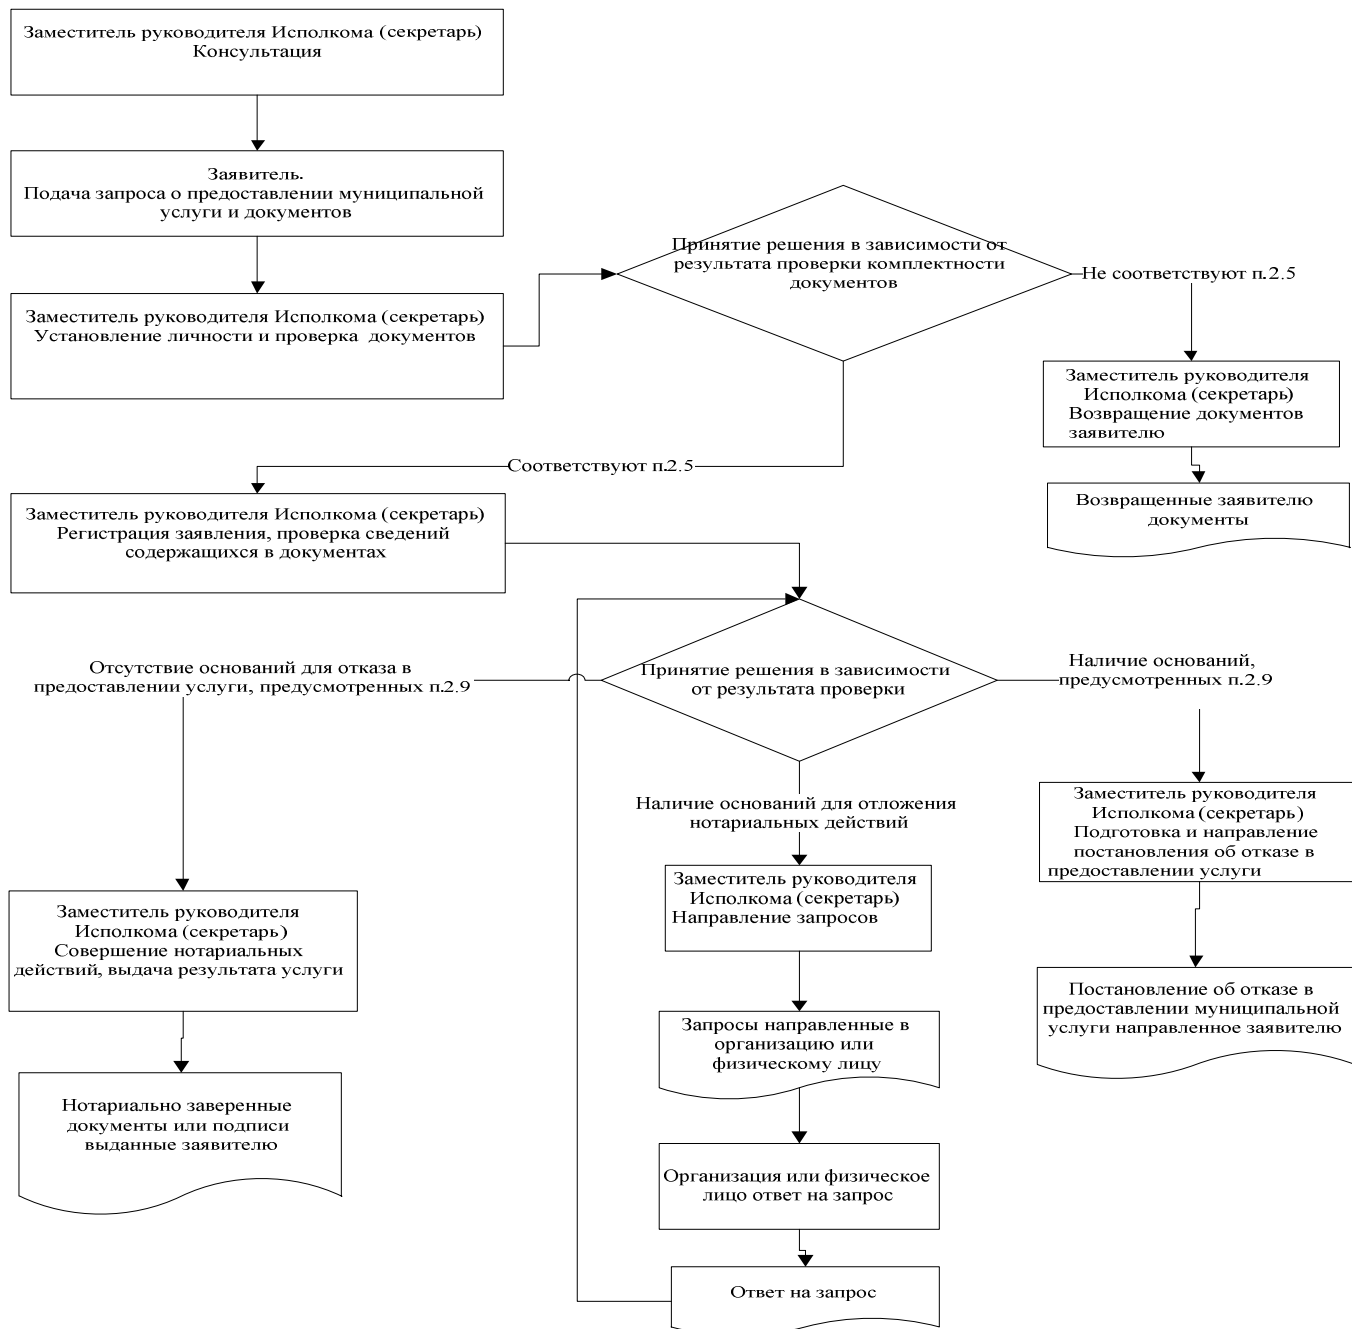 Заместитель руководителя Исполкома (секретарь)
Консультация
Заявитель.
Подача запроса о предоставлении муниципальной
услуги и документов
Заместитель руководителя Исполкома (секретарь)
Установление личности и проверка документов
Принятие решения в зависимости от
результата проверки комплектности
документов
Не соответствуют п.2.5
Заместитель руководителя
Исполкома (секретарь)
Возвращение документов
заявителю
Возвращенные заявителю
документы
Соответствуют п.2.5
Заместитель руководителя Исполкома (секретарь)
Регистрация заявления, проверка сведений
содержащихся в документах
Принятие решения в зависимости
от результата проверки
Отсутствие оснований для отказа в
предоставлении услуги, предусмотренных п.2.9
Наличие оснований,
предусмотренных п.2.9
Наличие оснований для отложения
нотариальных действий
Заместитель руководителя
Исполкома (секретарь)
Совершение нотариальных
действий, выдача результата услуги
Нотариально заверенные
документы или подписи
выданные заявителю
Заместитель руководителя
Исполкома (секретарь)
Направление запросов
Запросы направленные в
организацию или
физическому лицу
Организация или физическое
лицо ответ на запрос
Ответ на запрос
Заместитель руководителя
Исполкома (секретарь)
Подготовка и направление
постановления об отказе в
предоставлении услуги
Постановление об отказе в
предоставлении муниципальной
услуги направленное заявителю